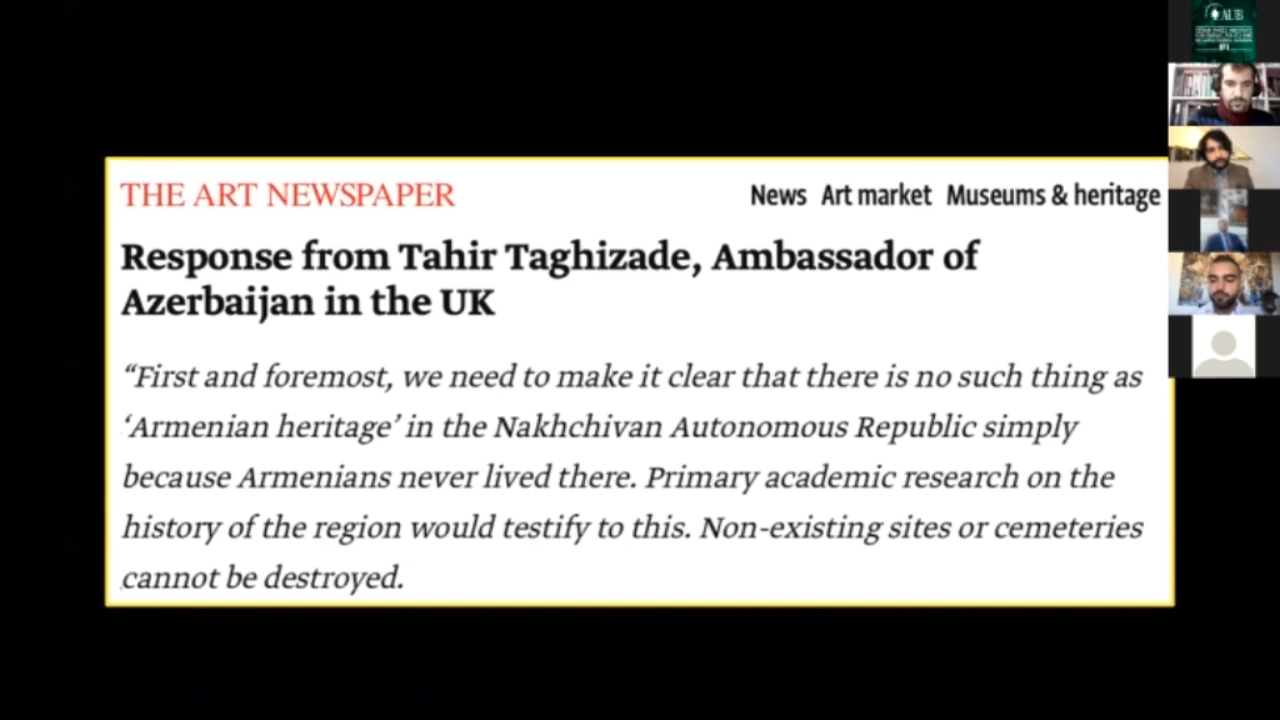 THE ART NEWSPAPER
News Art market Museums & heritage
Response from Tahir Taghizade, Ambassador of
Azerbaijan in the UK
“First and foremost, we need to make it clear that there is no such thing as
‘Armenian heritage’ in the Nakhchivan Autonomous Republic simply
because Armenians never lived there. Primary academic research on the
history of the region would testify to this. Non-existing sites or cemeteries
cannot be destroyed.
AUB